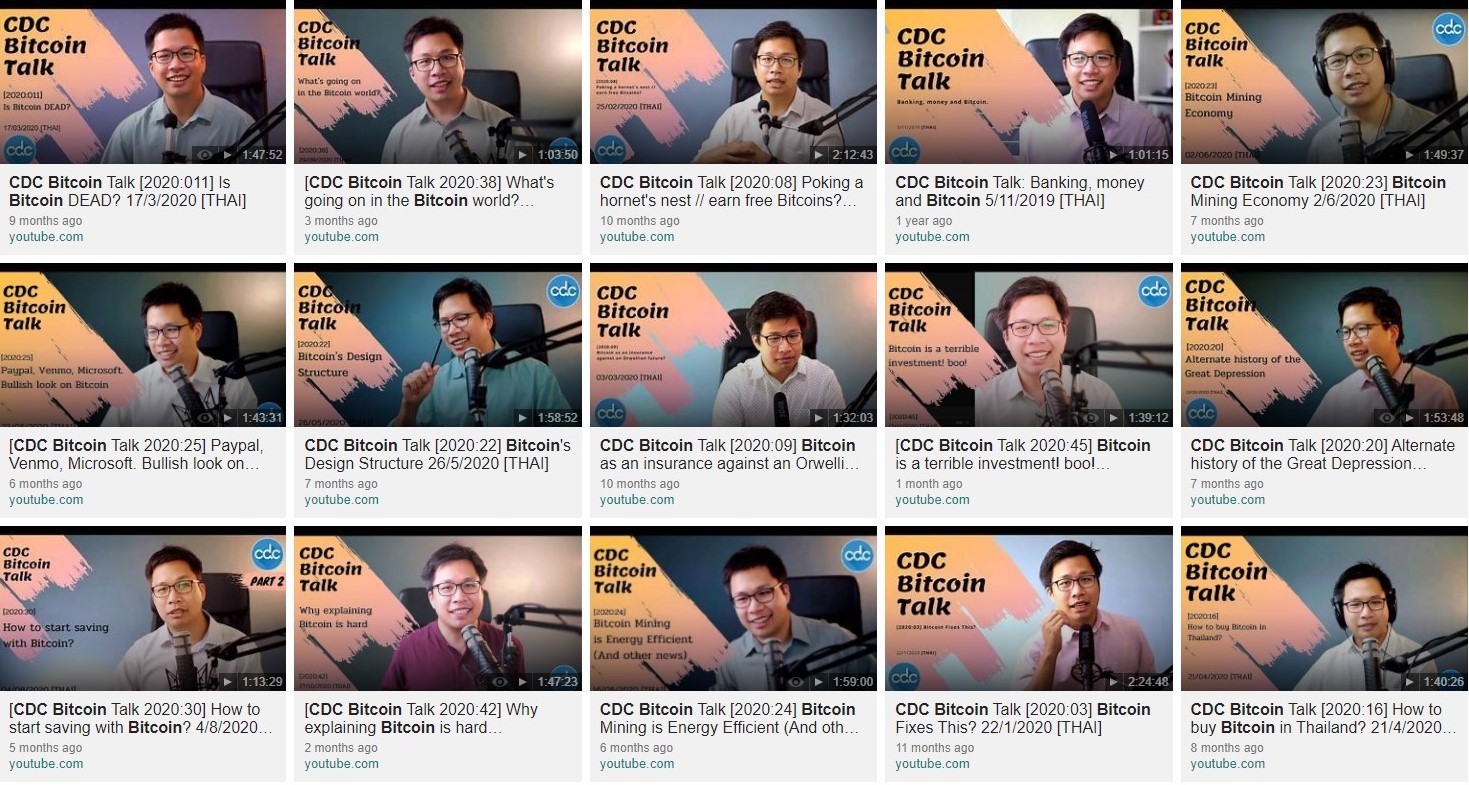 CDC
Bitcoin
Talk
[2020:011]
Is Bitcoin DEAD?
17/03/2020 [THAI]
cdc
1:47:52
CDC Bitcoin Talk [2020:011] Is
Bitcoin DEAD? 17/3/2020 [THAI]
9 months ago
youtube.com
CDC
Bitcoin
Talk
What's going on
in the Bitcoin world?
[2020:38]
1:03:50
[CDC Bitcoin Talk 2020:38] What's
going on in the Bitcoin world?…
3 months ago
youtube.com
CDC
Bitcoin
Talk
[2020:08]
Poking a hornet's nest //
earn free Bitcoins?
25/02/2020 [THAI]
2:12:43
CDC Bitcoin Talk [2020:08] Poking a
hornet's nest // earn free Bitcoins?…
10 months ago
youtube.com
CDC
Bitcoin
Talk
Banking, money and Bitcoin.
5/11/2019 [THAI]
cdc
1:01:15
CDC Bitcoin Talk: Banking, money
and Bitcoin 5/11/2019 [THAI]
1 year ago
youtube.com
CDC
Bitcoin
Talk
cdc
[2020:23]
Bitcoin Mining
Economy
02/06/2020 [THAI]
1:49:37
CDC Bitcoin Talk [2020:23] Bitcoin
Mining Economy 2/6/2020 [THAI]
7 months ago
youtube.com
CDC
Bitcoin
Talk
[2020:25]
Paypal, Venmo, Microsoft.
Bullish look on Bitcoin
1:43:31
[CDC Bitcoin Talk 2020:25] Paypal,
Venmo, Microsoft. Bullish look on…
6 months ago
youtube.com
CDC
Bitcoin
Talk
cdc
[2020:22]
Bitcoin's Design
Structure
26/05/2020 [THAI]
1:58:52
CDC Bitcoin Talk [2020:22] Bitcoin's
Design Structure 26/5/2020 [THAI]
7 months ago
youtube.com
CDC
Bitcoin
Talk
[2020:09]
Bitcoin as an insurance
against an Orwellian future?
03/03/2020 [THAI]
cdc
1:32:03
CDC Bitcoin Talk [2020:09] Bitcoin
as an insurance against an Orwelli…
10 months ago
youtube.com
CDC
Bitcoin
Talk
cdc
Bitcoin is a terrible
investment! boo!
[2020:45]
1:39:12
[CDC Bitcoin Talk 2020:45] Bitcoin
is a terrible investment! boo!…
1 month ago
youtube.com
CDC
Bitcoin
Talk
[2020:20]
Alternate history of the
Great Depression
cdc
1:53:48
CDC Bitcoin Talk [2020:20] Alternate
history of the Great Depression…
7 months ago
youtube.com
CDC
Bitcoin
Talk
cdc
PART 2
[2020:30]
How to start saving
with Bitcoin?
04/08/2020 [THAI]
1:13:29
[CDC Bitcoin Talk 2020:30] How to
start saving with Bitcoin? 4/8/2020…
5 months ago
youtube.com
CDC
Bitcoin
Talk
Why explaining
Bitcoin is hard
[2020:42]
1:47:23
[CDC Bitcoin Talk 2020:42] Why
explaining Bitcoin is hard…
2 months ago
youtube.com
CDC
Bitcoin
Talk
cdc
[2020:24]
Bitcoin Mining
is Energy Efficient
(And other news)
1:59:00
CDC Bitcoin Talk [2020:24] Bitcoin
Mining is Energy Efficient (And oth…
6 months ago
youtube.com
CDC
Bitcoin
Talk
[2020:03] Bitcoin Fixes This?
22/1/2020 [THAI]
cdc
2:24:48
CDC Bitcoin Talk [2020:03] Bitcoin
Fixes This? 22/1/2020 [THAI]
11 months ago
youtube.com
CDC
Bitcoin
Talk
[2020:16]
How to buy Bitcoin in
Thailand?
21/04/2020 [THAI]
1:40:26
CDC Bitcoin Talk [2020:16] How to
buy Bitcoin in Thailand? 21/4/2020…
8 months ago
youtube.com